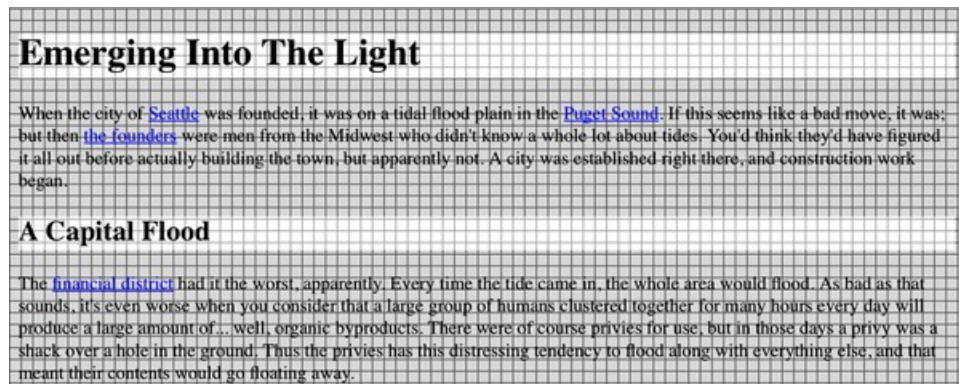 Emerging Into The Light
When the city of Seattle was founded, it was on a tidal flood plain in the Puget Sound. If this seems like a bad move, it was;
but then the founders were men from the Midwest who didn't know a whole lot about tides. You'd think they'd have figured
it all out before actually building the town, but apparently not. A city was established right there, and construction work
began.
A Capital Flood
The financial district had it the worst, apparently. Every time the tide came in, the whole area would flood. As bad as that
sounds, it's even worse when you consider that a large group of humans clustered together for many hours every day will
produce a large amount of... well, organic byproducts. There were of course privies for use, but in those days a privy was a
shack over a hole in the ground. Thus the privies has this distressing tendency to flood along with everything else, and that
meant their contents would go floating away.